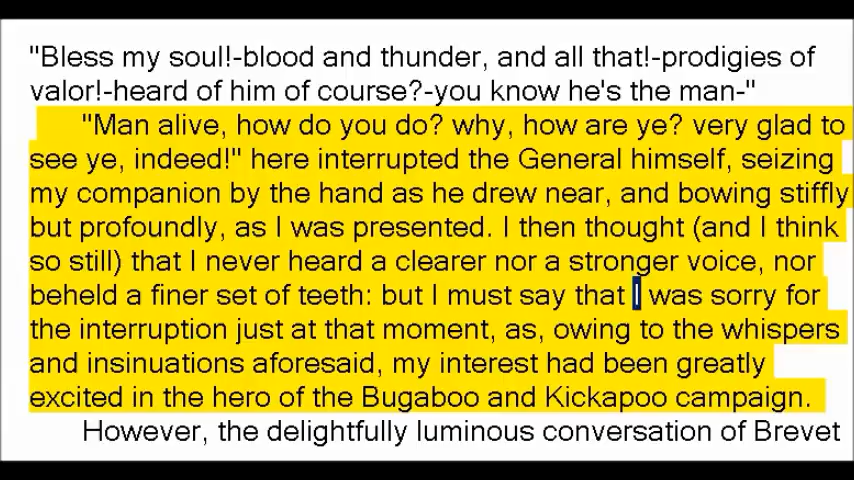 "Bless my soul!-blood and thunder, and all that!-prodigies of
valor!-heard of him of course?-you know he's the man-"
"Man alive, how do you do? why, how are ye? very glad to
see ye, indeed!" here interrupted the General himself, seizing
my companion by the hand as he drew near, and bowing stiffly
but profoundly, as I was presented. I then thought (and I think
so still) that I never heard a clearer nor a stronger voice, nor
beheld a finer set of teeth: but I must say that I was sorry for
the interruption just at that moment, as, owing to the whispers
and insinuations aforesaid, my interest had been greatly
excited in the hero of the Bugaboo and Kickapoo campaign.
However, the delightfully luminous conversation of Brevet